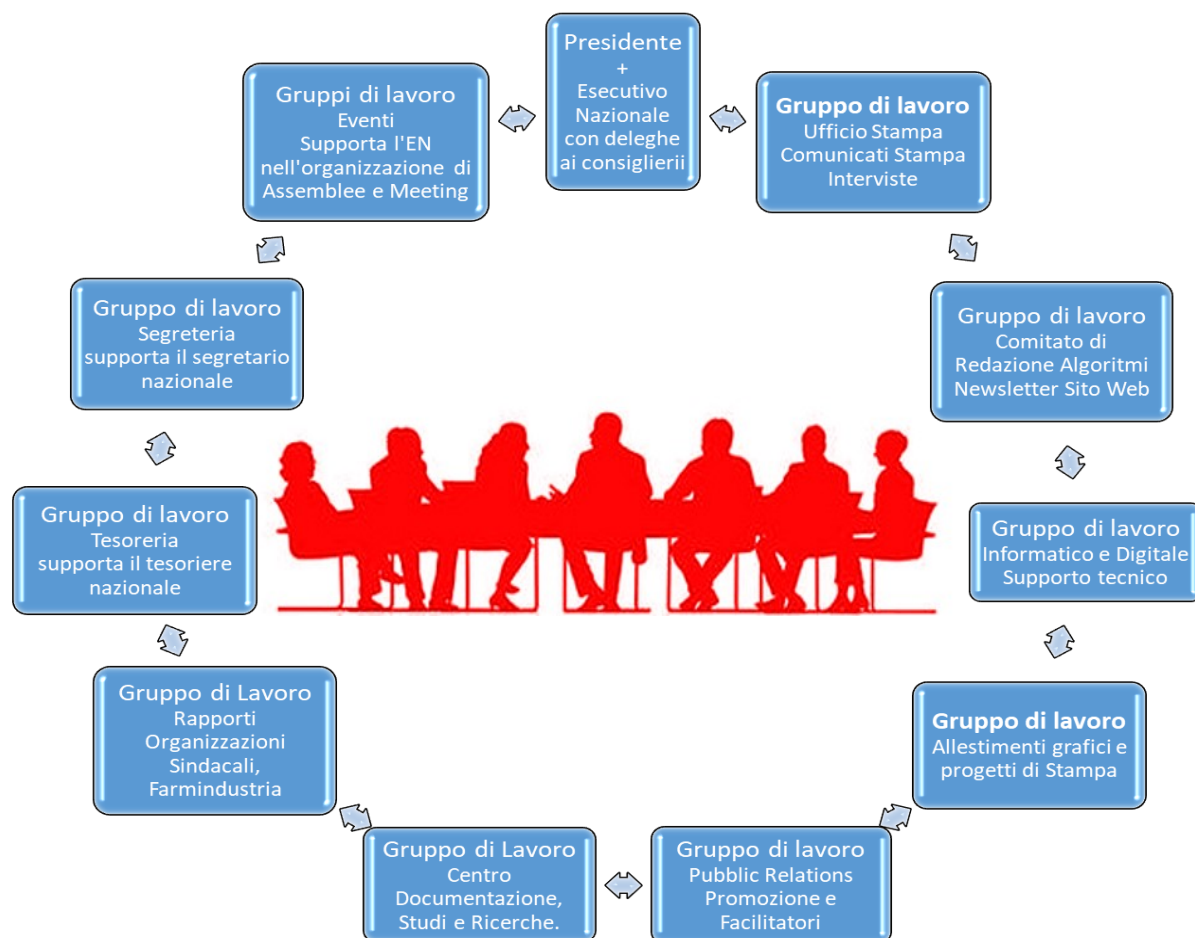 Presidente
+
Esecutivo
Nazionale
con deleghe
ai consiglierii
Gruppo di lavoro
Ufficio Stampa
Comunicati Stampa
Interviste
Gruppo di lavoro
Comitato di
Redazione Algoritmi
Newsletter Sito Web
Gruppo di lavoro
Informatico e Digitale
Supporto tecnico
Gruppo di lavoro
Allestimenti grafici e
progetti di Stampa
Gruppo di lavoro
Pubblic Relations
Promozione e
Facilitatori
Gruppo di Lavoro
Centro
Documentazione,
Studi e Ricerche.
Gruppo di Lavoro
Rapporti
Organizzazioni
Sindacali,
Farmindustria
Gruppo di lavoro
Tesoreria
supporta il tesoriere
nazionale
Gruppo di lavoro
Segreteria
supporta il segretario
nazionale
Gruppi di lavoro
Eventi
Supporta l'EN
nell'organizzazione di
Assemblee e Meeting